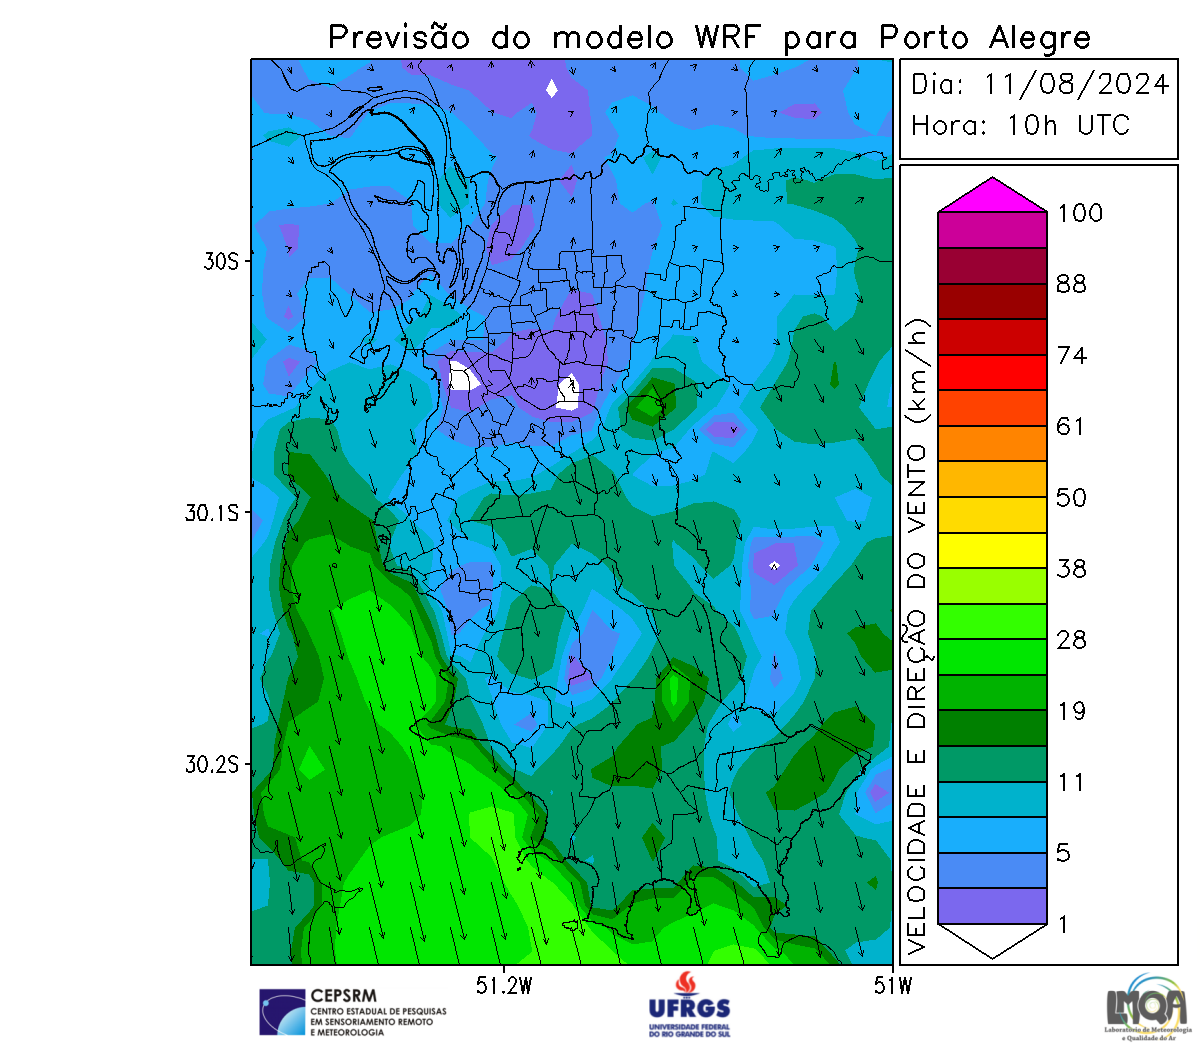 Previsão do modelo WRF para Porto Alegre
Dia: 11/08/2024
Hora: 10h UTC
30S
30.1S
30.2S
51.2W
51W
VELOCIDADE E DIREÇÃO DO VENTO (km/h)
100
88
74
61
50
38
28
19
11
5
1
CEPSRM
CENTRO ESTADUAL DE PESQUISAS
EM SENSORIAMENTO REMOTO
E METEOROLOGIA
UFRGS
UNIVERSIDADE FEDERAL
DO RIO GRANDE DO SUL
LMQA
Laboratório de Meteorologia
e Qualidade do Ar